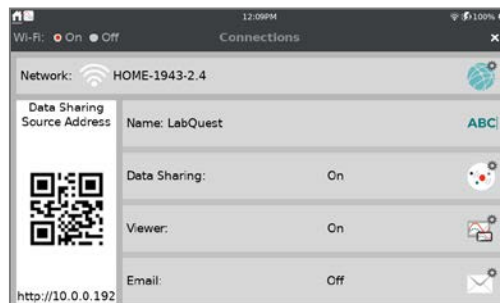 12:09PM
100%
Wi-Fi: On Off Connections x
Network: HOME-1943-2.4
Data Sharing
Source Address
Name: LabQuest ABC
Data Sharing: On
Viewer: On
Email: Off
http://10.0.0.192